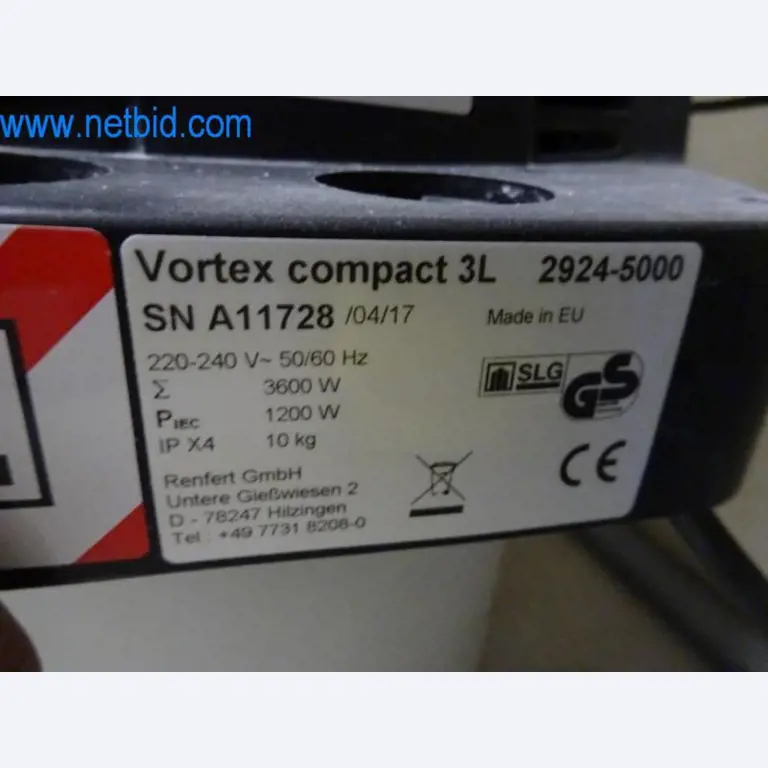 www.netbid.com
Vortex compact 3L 2924-5000
SN A11728 /04/17 Made in EU
220-240 V~ 50/60 Hz
Σ 3600 W
PIEC 1200 W
IP X4 10 kg
SLG
GS
CE
Renfert GmbH
Untere Gießwiesen 2
D - 78247 Hilzingen
Tel.: +49 7731 8208-0